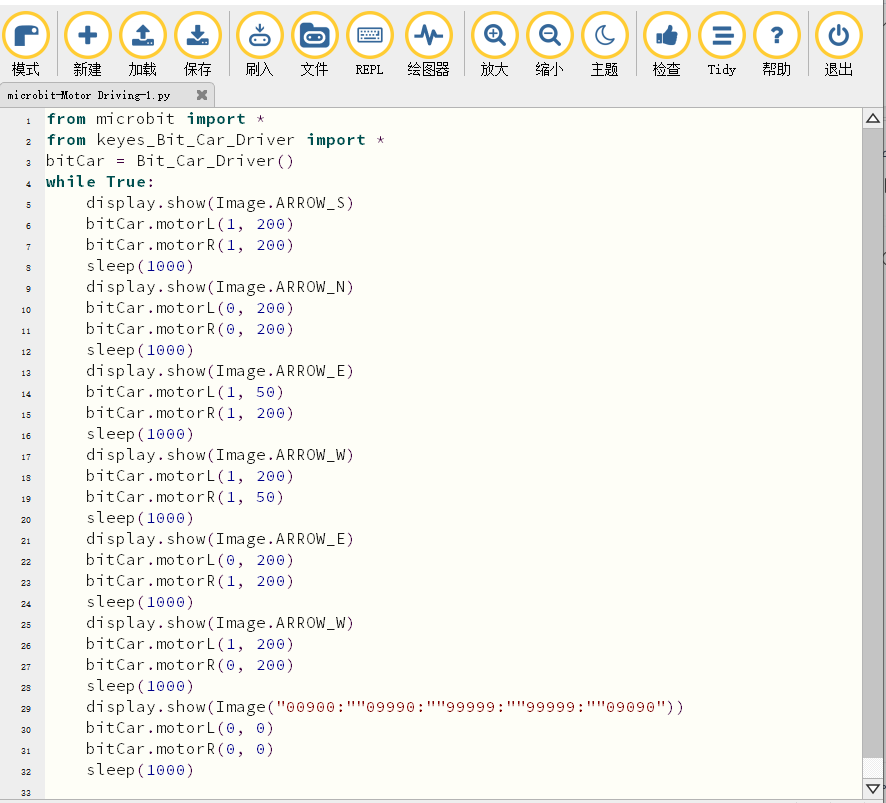 模式 新建 加载 保存 刷入 文件 REPL 绘图器 放大 缩小 主题 检查 Tidy 帮助 退出
microbit-Motor Driving-1.py
1 from microbit import *
2 from keyes_Bit_Car_Driver import *
3 bitCar = Bit_Car_Driver()
4 while True:
5     display.show(Image.ARROW_S)
6     bitCar.motorL(1, 200)
7     bitCar.motorR(1, 200)
8     sleep(1000)
9     display.show(Image.ARROW_N)
10     bitCar.motorL(0, 200)
11     bitCar.motorR(0, 200)
12     sleep(1000)
13     display.show(Image.ARROW_E)
14     bitCar.motorL(1, 50)
15     bitCar.motorR(1, 200)
16     sleep(1000)
17     display.show(Image.ARROW_W)
18     bitCar.motorL(1, 200)
19     bitCar.motorR(1, 50)
20     sleep(1000)
21     display.show(Image.ARROW_E)
22     bitCar.motorL(0, 200)
23     bitCar.motorR(1, 200)
24     sleep(1000)
25     display.show(Image.ARROW_W)
26     bitCar.motorL(1, 200)
27     bitCar.motorR(0, 200)
28     sleep(1000)
29     display.show(Image("00900:""09990:""99999:""99999:""09090"))
30     bitCar.motorL(0, 0)
31     bitCar.motorR(0, 0)
32     sleep(1000)
33